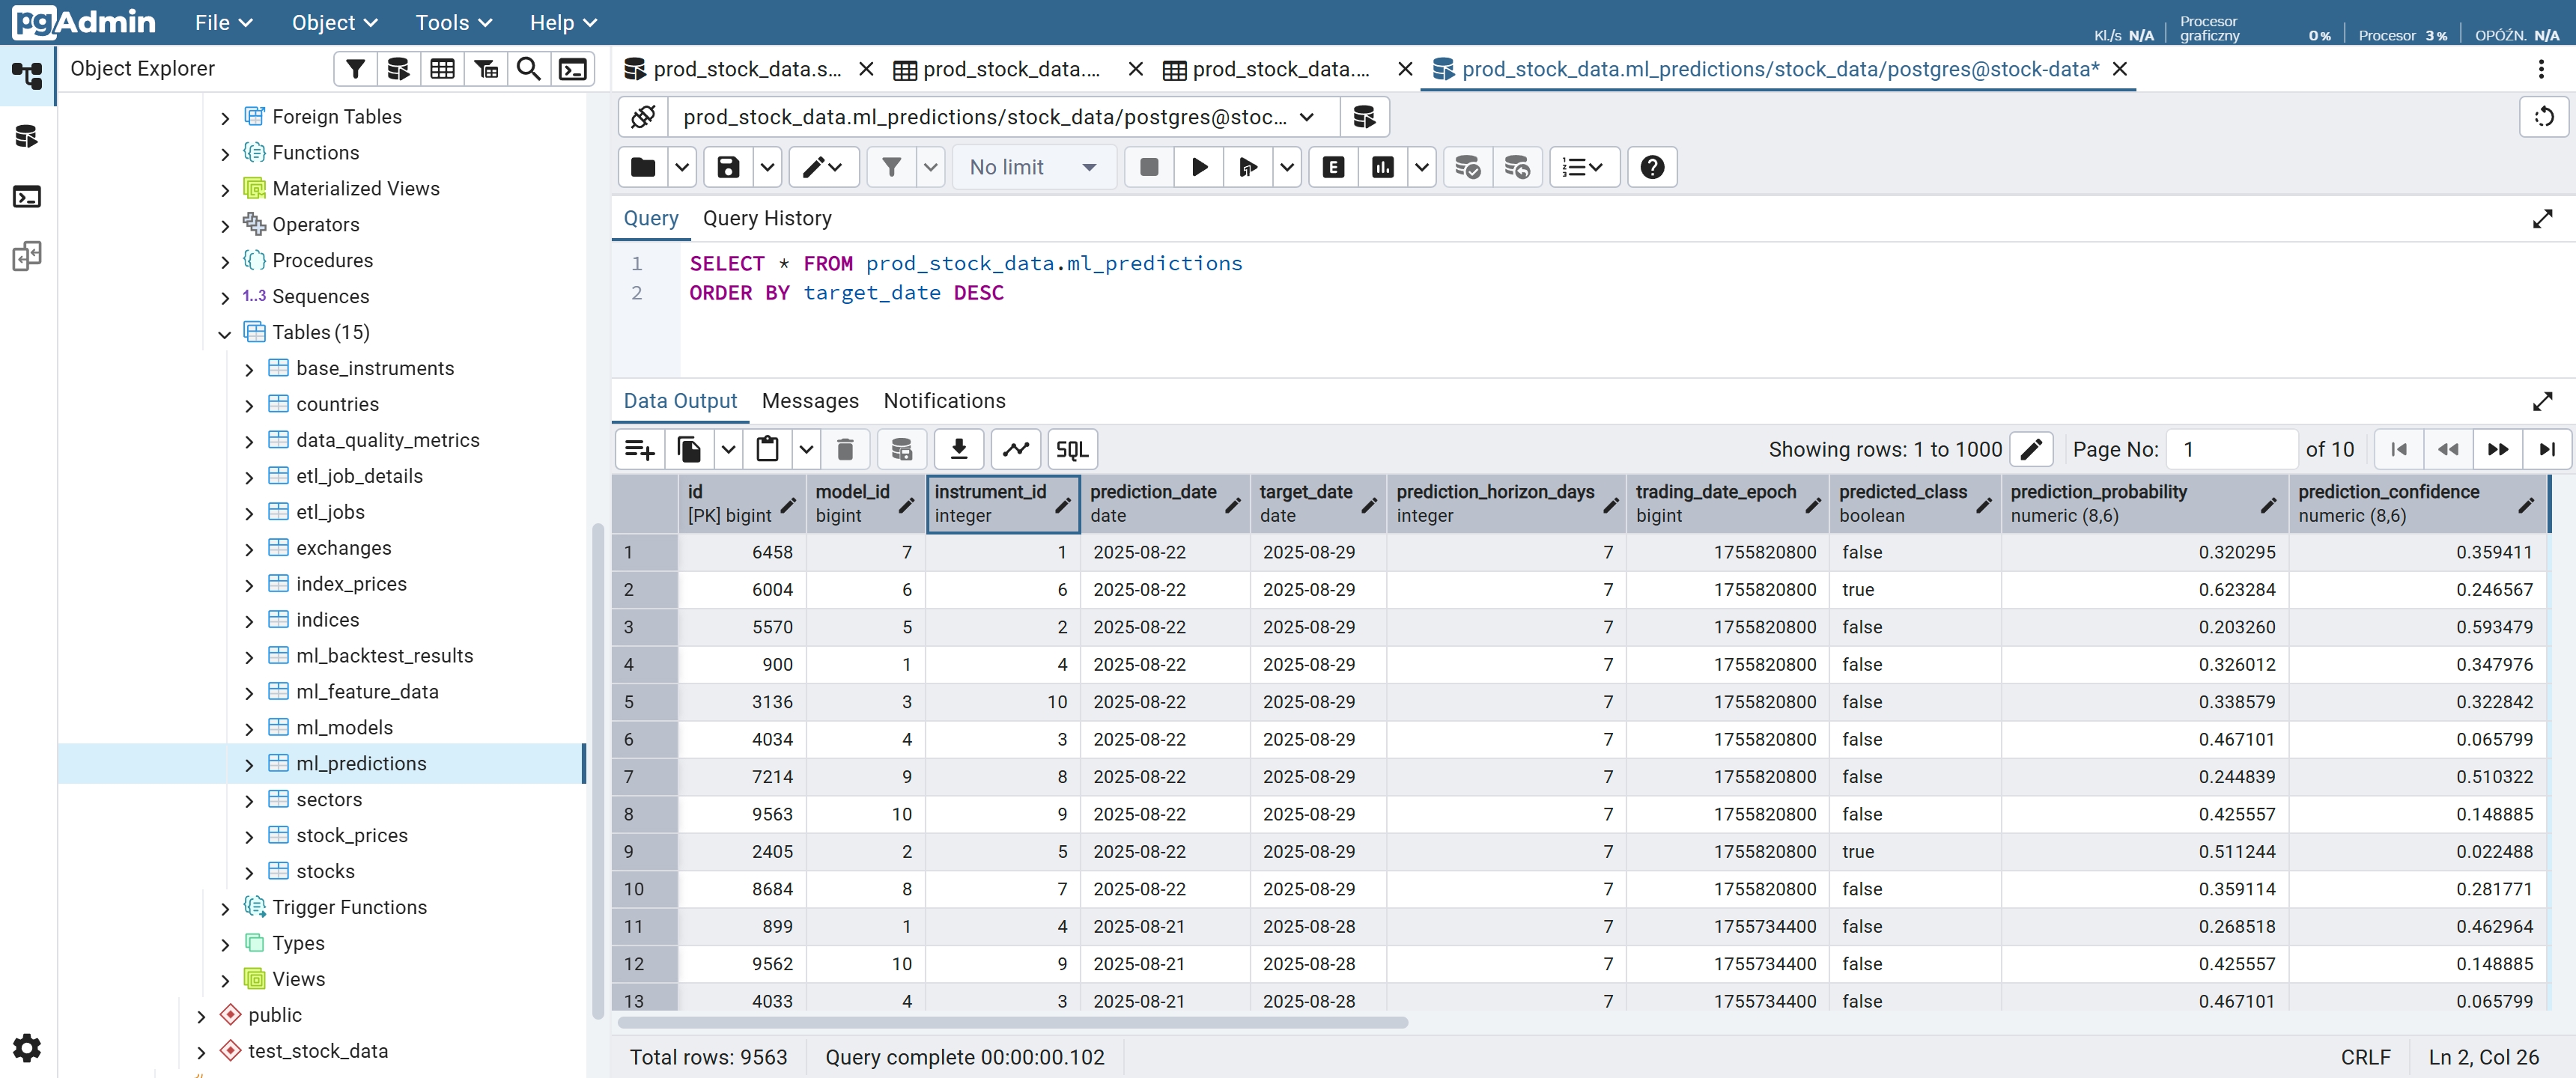 pgAdmin File Object Tools Help
Kl./s N/A Procesor graficzny 0% Procesor 3% OPÓŹN. N/A
Object Explorer
prod_stock_data.s... prod_stock_data.... prod_stock_data.... prod_stock_data.ml_predictions/stock_data/postgres@stock-data*
Foreign Tables
Functions
Materialized Views
Operators
Procedures
1..3 Sequences
Tables (15)
base_instruments
countries
data_quality_metrics
etl_job_details
etl_jobs
exchanges
index_prices
indices
ml_backtest_results
ml_feature_data
ml_models
ml_predictions
sectors
stock_prices
stocks
Trigger Functions
Types
Views
public
test_stock_data
prod_stock_data.ml_predictions/stock_data/postgres@stoc...
No limit
E
Query Query History
1 SELECT * FROM prod_stock_data.ml_predictions
2 ORDER BY target_date DESC
Data Output Messages Notifications
SQL Showing rows: 1 to 1000 Page No: 1 of 10
id model_id instrument_id prediction_date target_date prediction_horizon_days trading_date_epoch predicted_class prediction_probability prediction_confidence
[PK] bigint bigint integer date date integer bigint boolean numeric (8,6) numeric (8,6)
1 6458 7 1 2025-08-22 2025-08-29 7 1755820800 false 0.320295 0.359411
2 6004 6 6 2025-08-22 2025-08-29 7 1755820800 true 0.623284 0.246567
3 5570 5 2 2025-08-22 2025-08-29 7 1755820800 false 0.203260 0.593479
4 900 1 4 2025-08-22 2025-08-29 7 1755820800 false 0.326012 0.347976
5 3136 3 10 2025-08-22 2025-08-29 7 1755820800 false 0.338579 0.322842
6 4034 4 3 2025-08-22 2025-08-29 7 1755820800 false 0.467101 0.065799
7 7214 9 8 2025-08-22 2025-08-29 7 1755820800 false 0.244839 0.510322
8 9563 10 9 2025-08-22 2025-08-29 7 1755820800 false 0.425557 0.148885
9 2405 2 5 2025-08-22 2025-08-29 7 1755820800 true 0.511244 0.022488
10 8684 8 7 2025-08-22 2025-08-29 7 1755820800 false 0.359114 0.281771
11 899 1 4 2025-08-21 2025-08-28 7 1755734400 false 0.268518 0.462964
12 9562 10 9 2025-08-21 2025-08-28 7 1755734400 false 0.425557 0.148885
13 4033 4 3 2025-08-21 2025-08-28 7 1755734400 false 0.467101 0.065799
Total rows: 9563 Query complete 00:00:00.102 CRLF Ln 2, Col 26